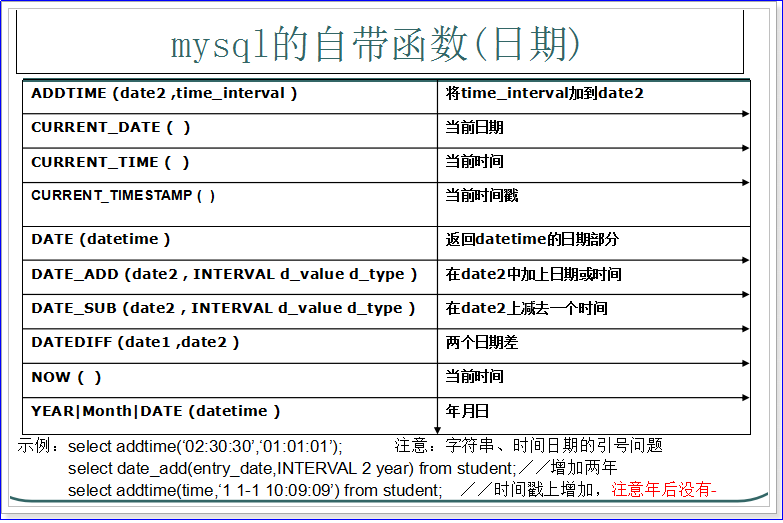 mysql的自带函数(日期)
ADDTIME (date2 ,time_interval ) 将time_interval加到date2
CURRENT_DATE (  ) 当前日期
CURRENT_TIME (  ) 当前时间
CURRENT_TIMESTAMP (  ) 当前时间戳
DATE (datetime ) 返回datetime的日期部分
DATE_ADD (date2 , INTERVAL d_value d_type ) 在date2中加上日期或时间
DATE_SUB (date2 , INTERVAL d_value d_type ) 在date2上减去一个时间
DATEDIFF (date1 ,date2 ) 两个日期差
NOW (  ) 当前时间
YEAR|Month|DATE (datetime ) 年月日
示例：select addtime(‘02:30:30’,‘01:01:01’); 注意：字符串、时间日期的引号问题
select date_add(entry_date,INTERVAL 2 year) from student;／／增加两年
select addtime(time,‘1 1-1 10:09:09’) from student; ／／时间戳上增加，注意年后没有-